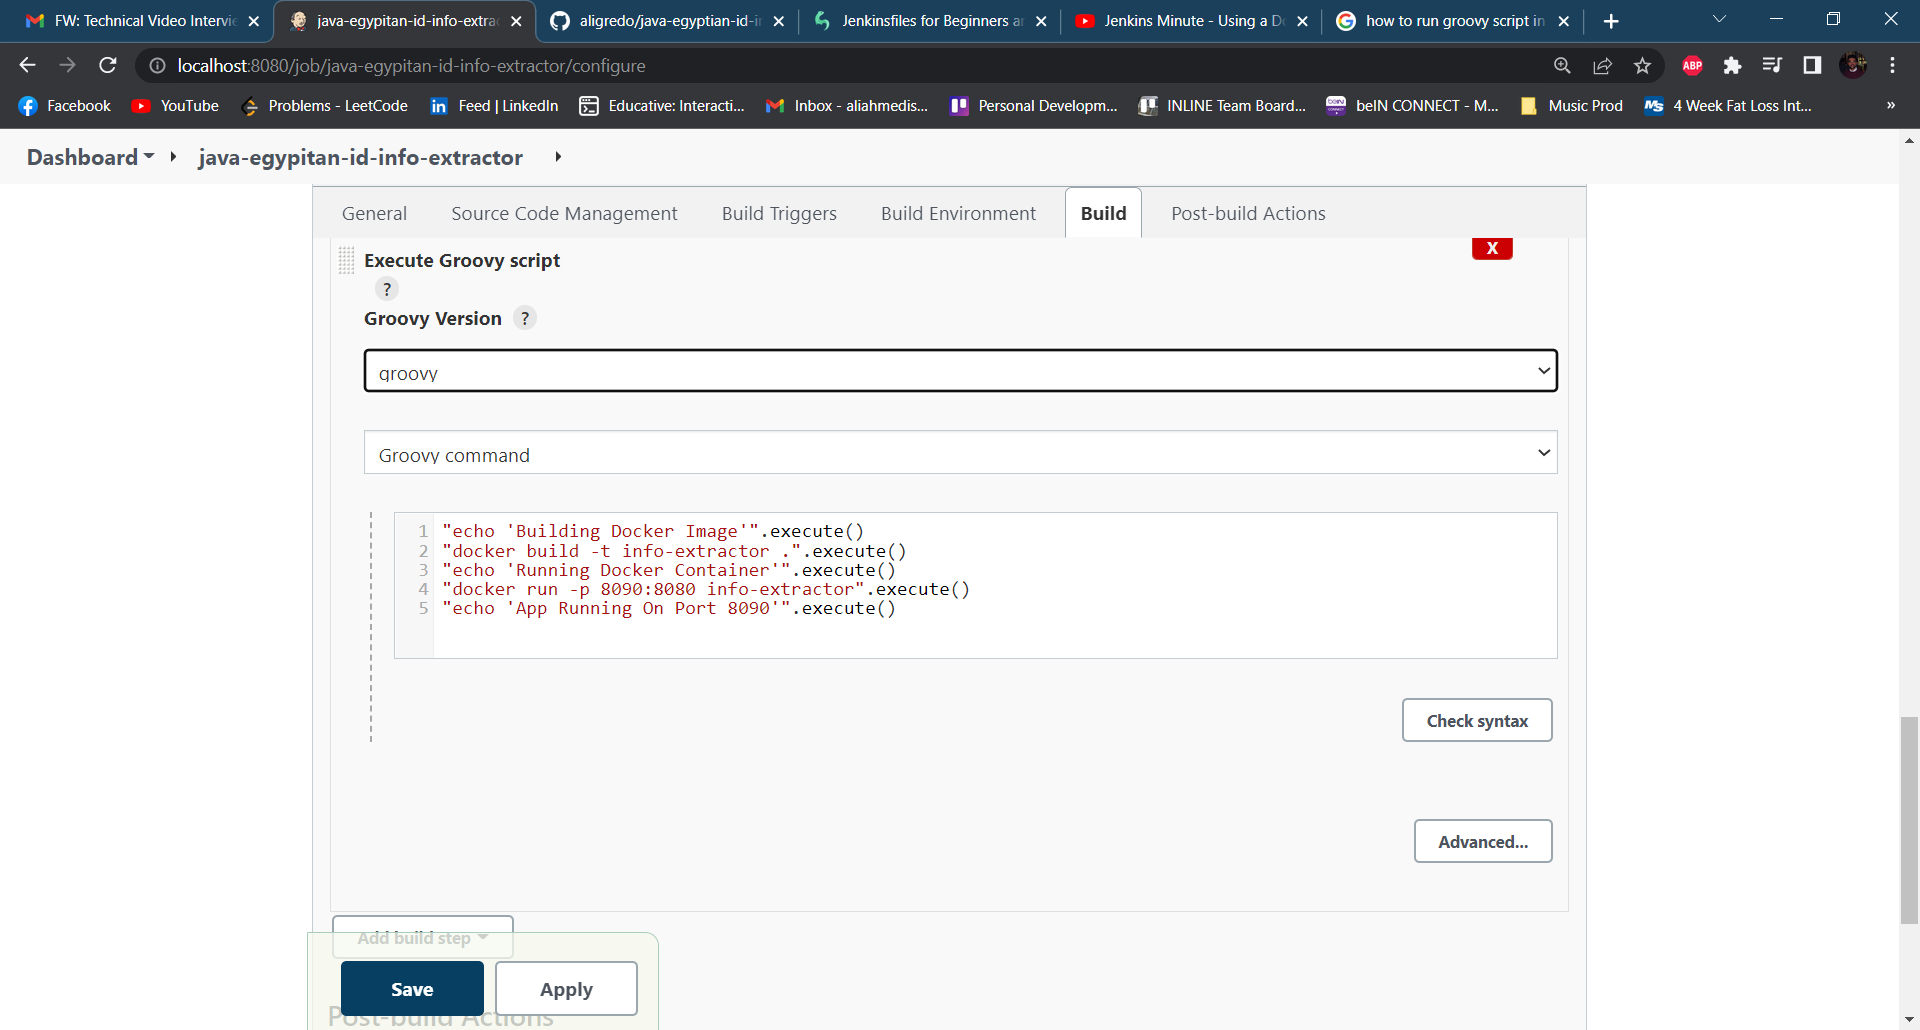 FW: Technical Video Intervie
java-egypitan-id-info-extrac
aligredo/java-egyptian-id-i
Jenkinsfiles for Beginners a
Jenkins Minute - Using a Do
how to run groovy script in
localhost:8080/job/java-egypitan-id-info-extractor/configure
ABP
Facebook
YouTube
Problems - LeetCode
Feed | LinkedIn
Educative: Interacti...
Inbox - aliahmedis...
Personal Developm...
INLINE Team Board...
beIN CONNECT - M...
Music Prod
4 Week Fat Loss Int...
»
Dashboard
java-egypitan-id-info-extractor
General
Source Code Management
Build Triggers
Build Environment
Build
Post-build Actions
X
Execute Groovy script
?
Groovy Version ?
groovy
Groovy command
1 "echo 'Building Docker Image'".execute()
2 "docker build -t info-extractor .".execute()
3 "echo 'Running Docker Container'".execute()
4 "docker run -p 8090:8080 info-extractor".execute()
5 "echo 'App Running On Port 8090'".execute()
Check syntax
Advanced...
Add build step
Save
Apply
Post-build Actions